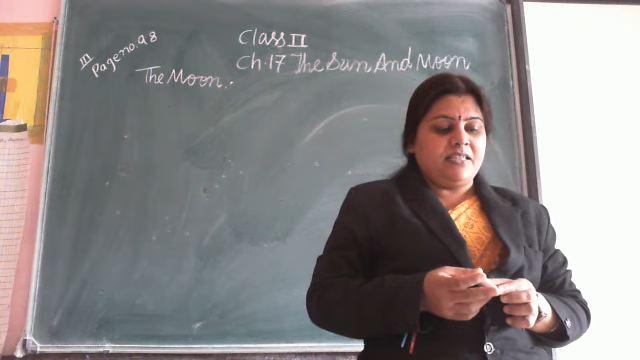 Class II
Ch.17 The Sun And Moon
III
Page no. 98
The Moon.